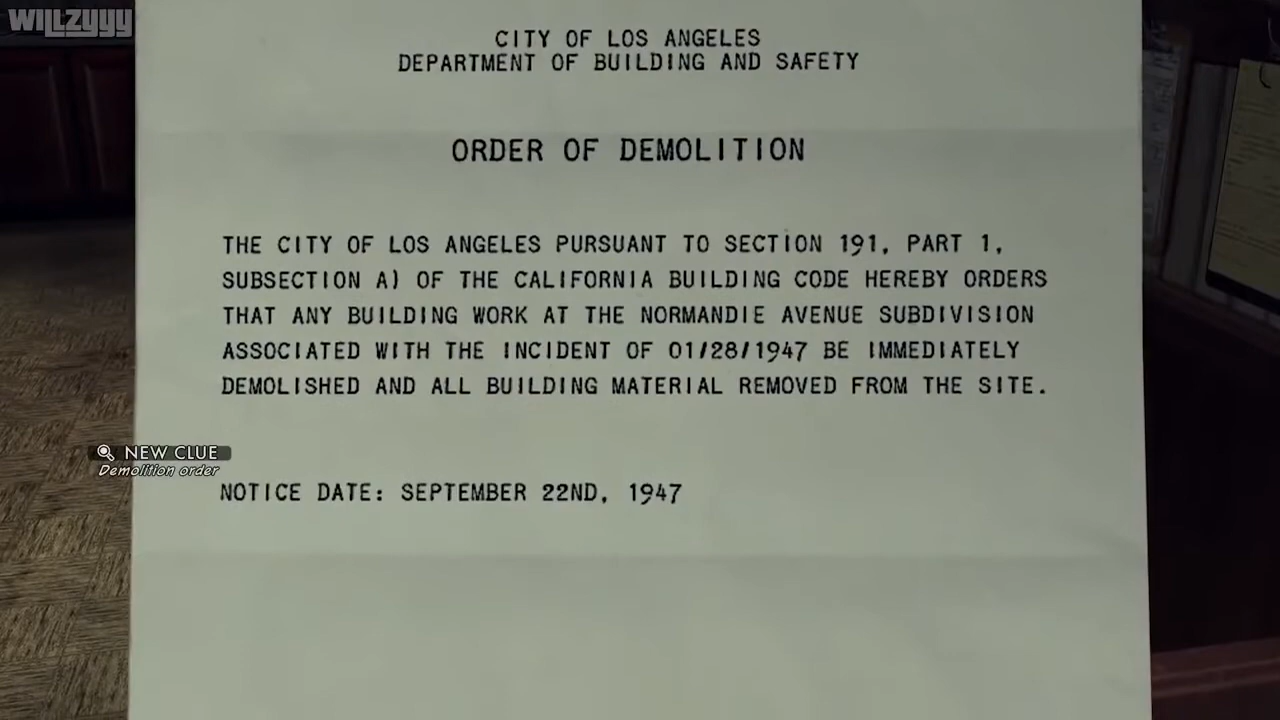 WiLLZyyy
CITY OF LOS ANGELES
DEPARTMENT OF BUILDING AND SAFETY
ORDER OF DEMOLITION
THE CITY OF LOS ANGELES PURSUANT TO SECTION 191, PART 1,
SUBSECTION A) OF THE CALIFORNIA BUILDING CODE HEREBY ORDERS
THAT ANY BUILDING WORK AT THE NORMANDIE AVENUE SUBDIVISION
ASSOCIATED WITH THE INCIDENT OF 01/28/1947 BE IMMEDIATELY
DEMOLISHED AND ALL BUILDING MATERIAL REMOVED FROM THE SITE.
NEW CLUE
Demolition order
NOTICE DATE: SEPTEMBER 22ND, 1947